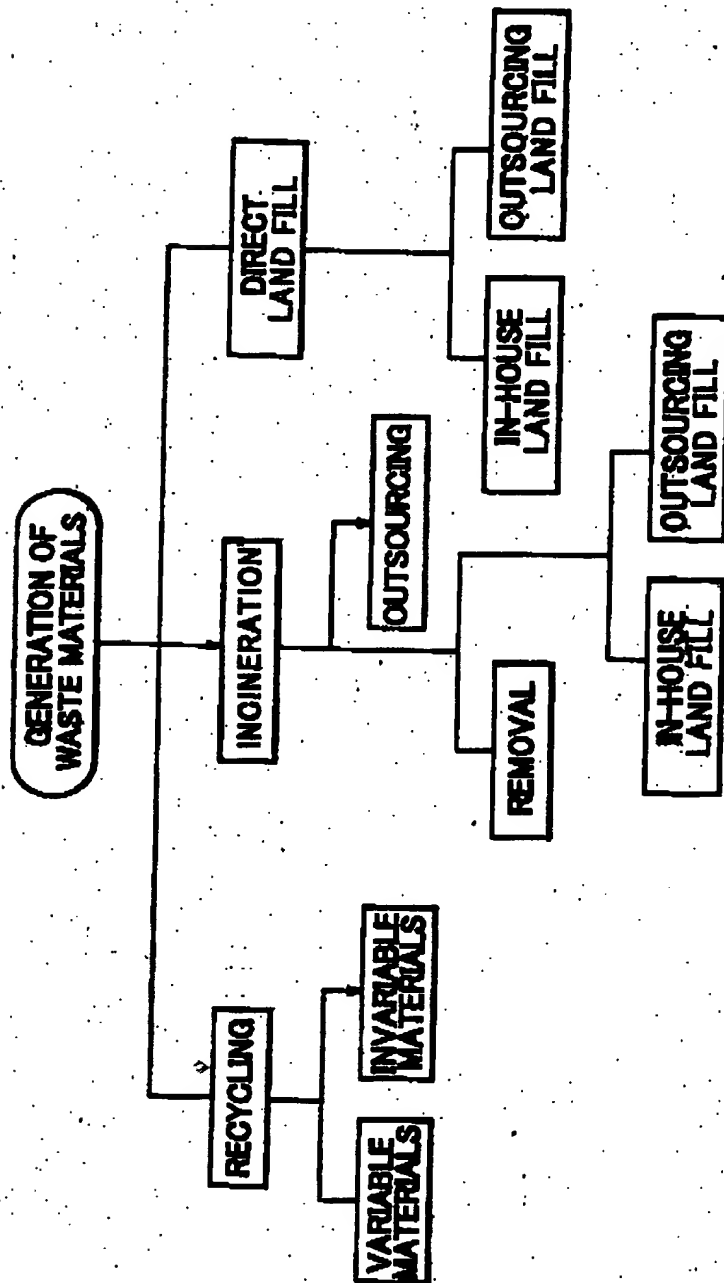 GENERATION OF
WASTE MATERIALS
RECYCLING
INCINERATION
DIRECT
LAND FILL
VARIABLE
MATERIALS
INVARIABLE
MATERIALS
OUTSOURCING
REMOVAL
IN-HOUSE
LAND FILL
OUTSOURCING
LAND FILL
IN-HOUSE
LAND FILL
OUTSOURCING
LAND FILL